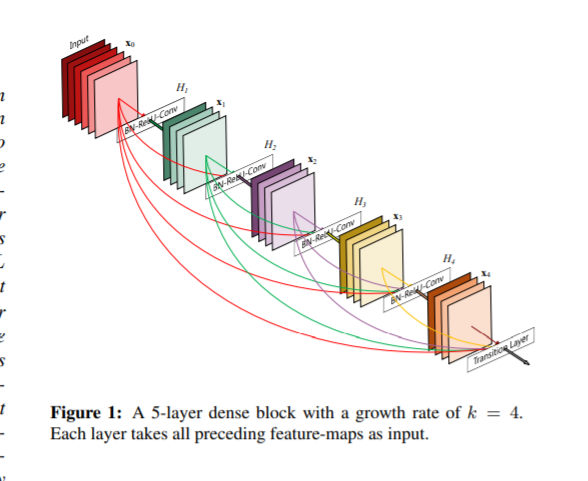 Input
x₀
H₁
BN-ReLU-Conv
x₁
H₂
BN-ReLU-Conv
x₂
H₃
BN-ReLU-Conv
x₃
H₄
BN-ReLU-Conv
x₄
Transition Layer
Figure 1: A 5-layer dense block with a growth rate of k = 4.
Each layer takes all preceding feature-maps as input.